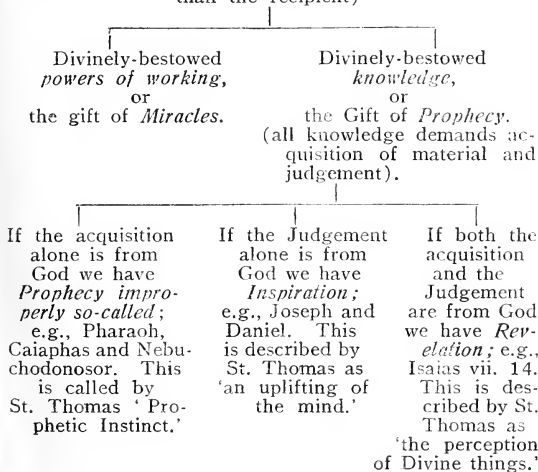 than the recipient)
Divinely-bestowed
powers of working,
or
the gift of Miracles.
Divinely-bestowed
knowledge,
or
the Gift of Prophecy.
(all knowledge demands ac-
quisition of material and
judgement).
If the acquisition
alone is from
God we have
Prophecy impro-
perly so-called;
e.g., Pharaoh,
Caiaphas and Nebu-
chodonosor. This
is called by
St. Thomas ‘ Pro-
phetic Instinct.’
If the Judgement
alone is from
God we have
Inspiration;
e.g., Joseph and
Daniel. This
is described by
St. Thomas as
‘an uplifting of
the mind.’
If both the
acquisition
and the
Judgement
are from God
we have Rev-
elation; e.g.,
Isaias vii. 14.
This is des-
cribed by St.
Thomas as
‘the perception
of Divine things.’